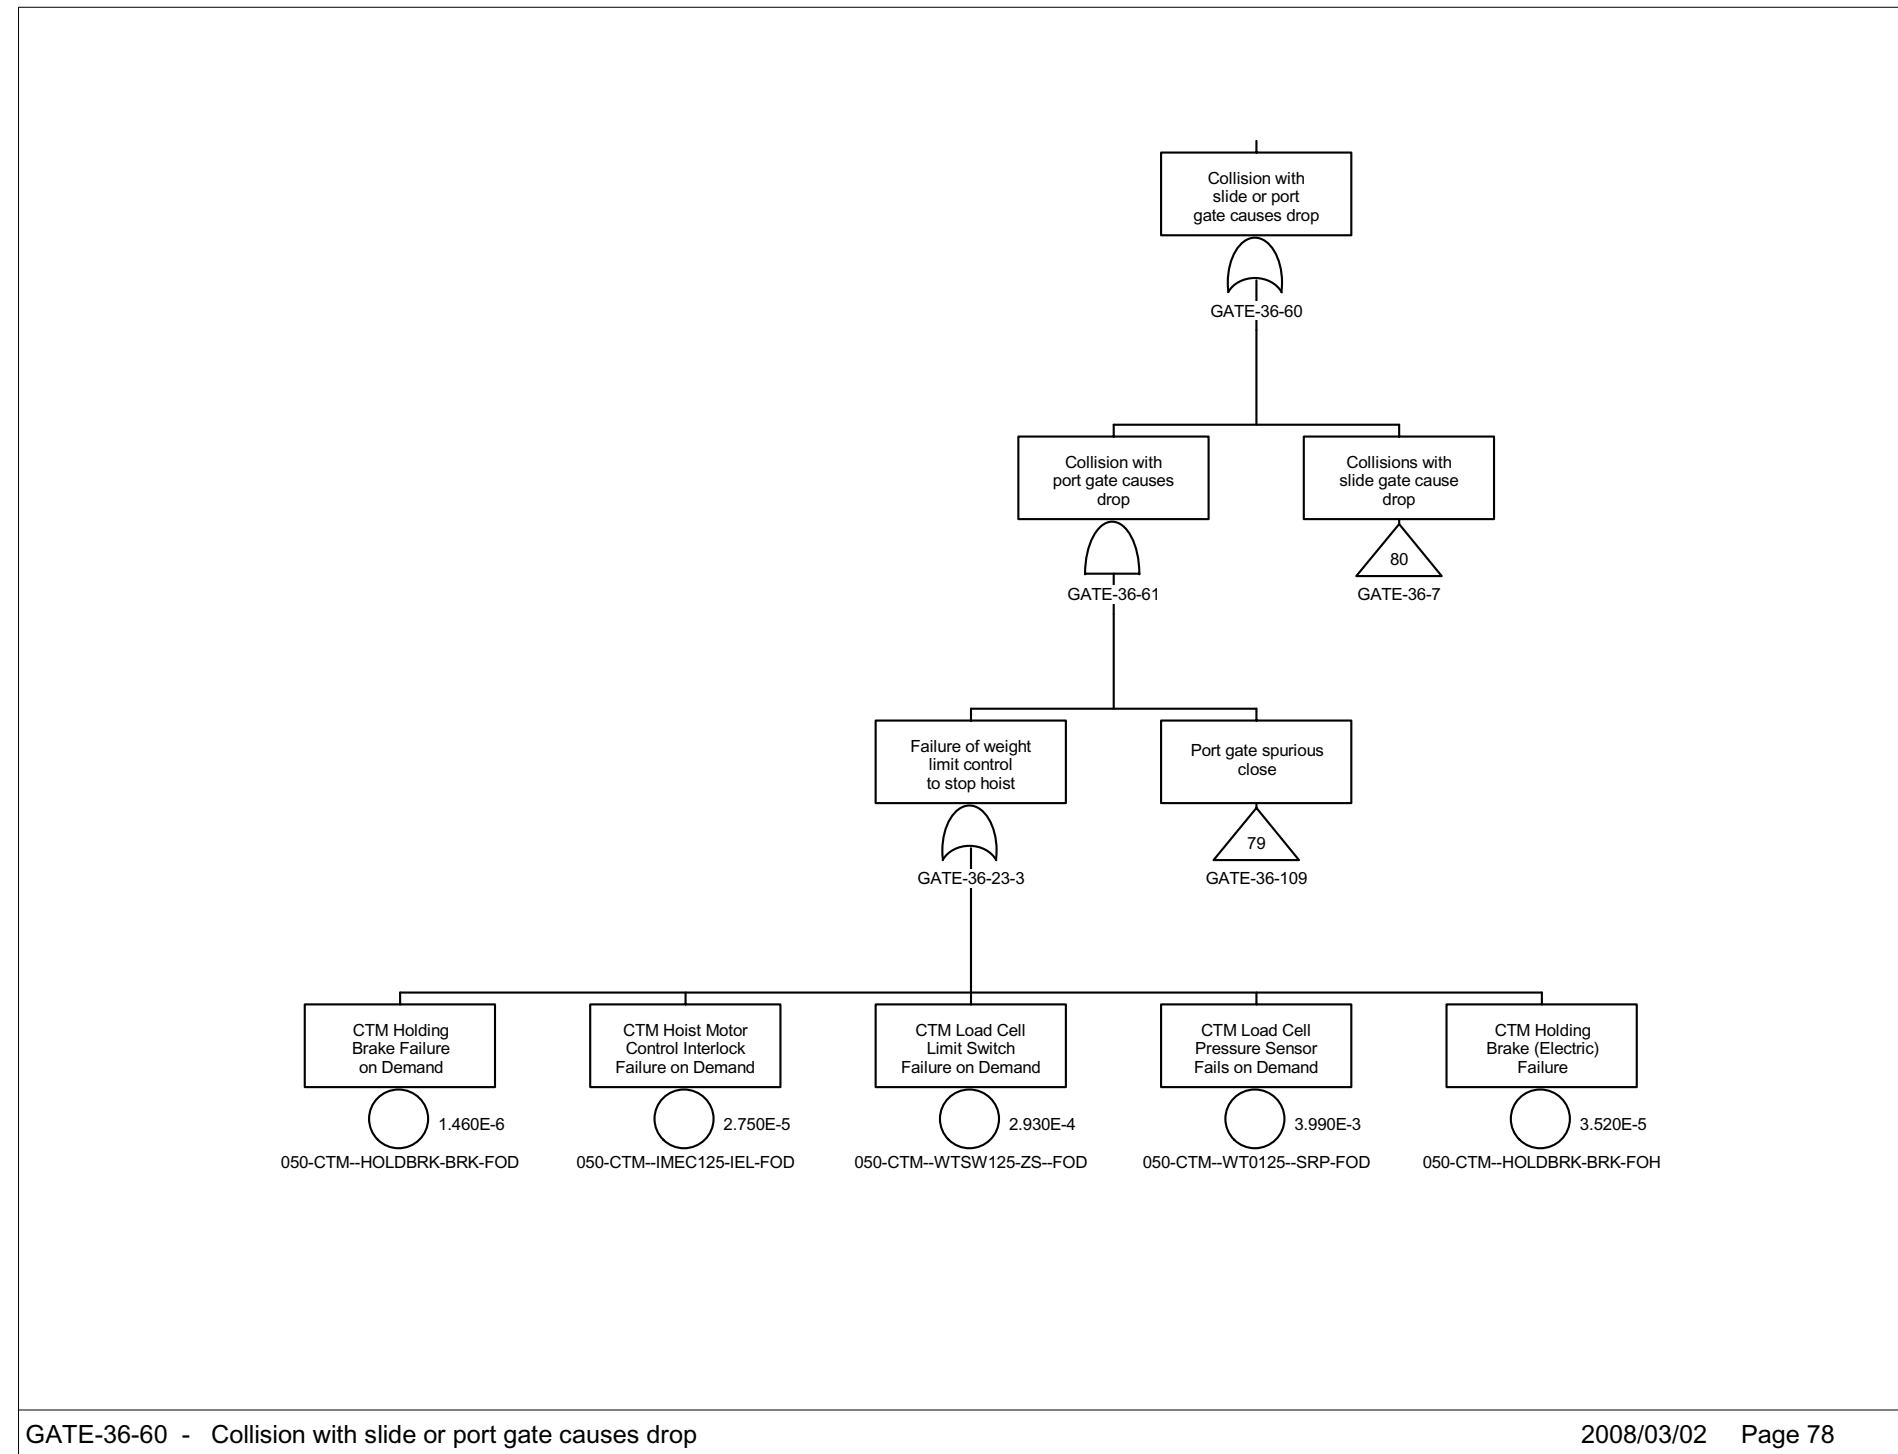 Collision with
slide or port
gate causes drop
GATE-36-60
Collision with
port gate causes
drop
GATE-36-61
Collisions with
slide gate cause
drop
80
GATE-36-7
Failure of weight
limit control
to stop hoist
GATE-36-23-3
Port gate spurious
close
79
GATE-36-109
CTM Holding
Brake Failure
on Demand
1.460E-6
050-CTM--HOLDBRK-BRK-FOD
CTM Hoist Motor
Control Interlock
Failure on Demand
2.750E-5
050-CTM--IMEC125-IEL-FOD
CTM Load Cell
Limit Switch
Failure on Demand
2.930E-4
050-CTM--WTSW125-ZS--FOD
CTM Load Cell
Pressure Sensor
Fails on Demand
3.990E-3
050-CTM--WT0125--SRP-FOD
CTM Holding
Brake (Electric)
Failure
3.520E-5
050-CTM--HOLDBRK-BRK-FOH
GATE-36-60 - Collision with slide or port gate causes drop
2008/03/02 Page 78